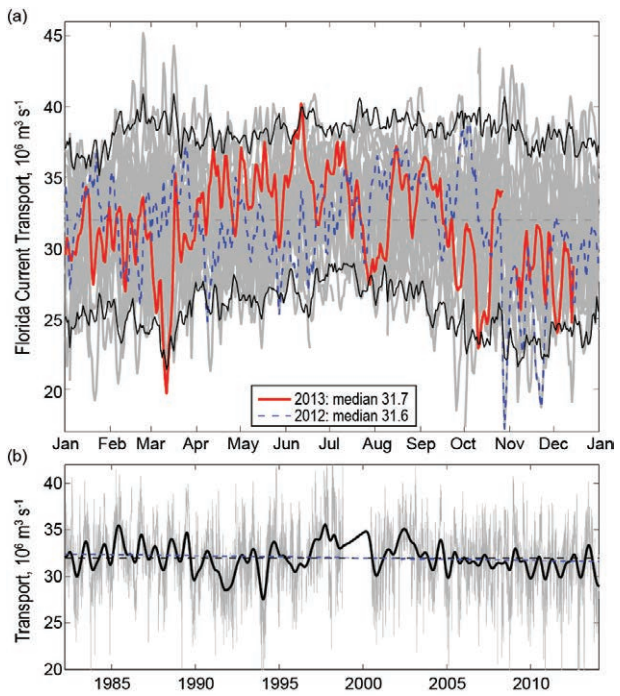 (a)
45
40
35
30
25
20
Florida Current Transport, 10⁶ m³ s⁻¹
2013: median 31.7
2012: median 31.6
Jan Feb Mar Apr May Jun Jul Aug Sep Oct Nov Dec Jan
(b)
40
35
30
25
20
Transport, 10⁶ m³ s⁻¹
1985 1990 1995 2000 2005 2010